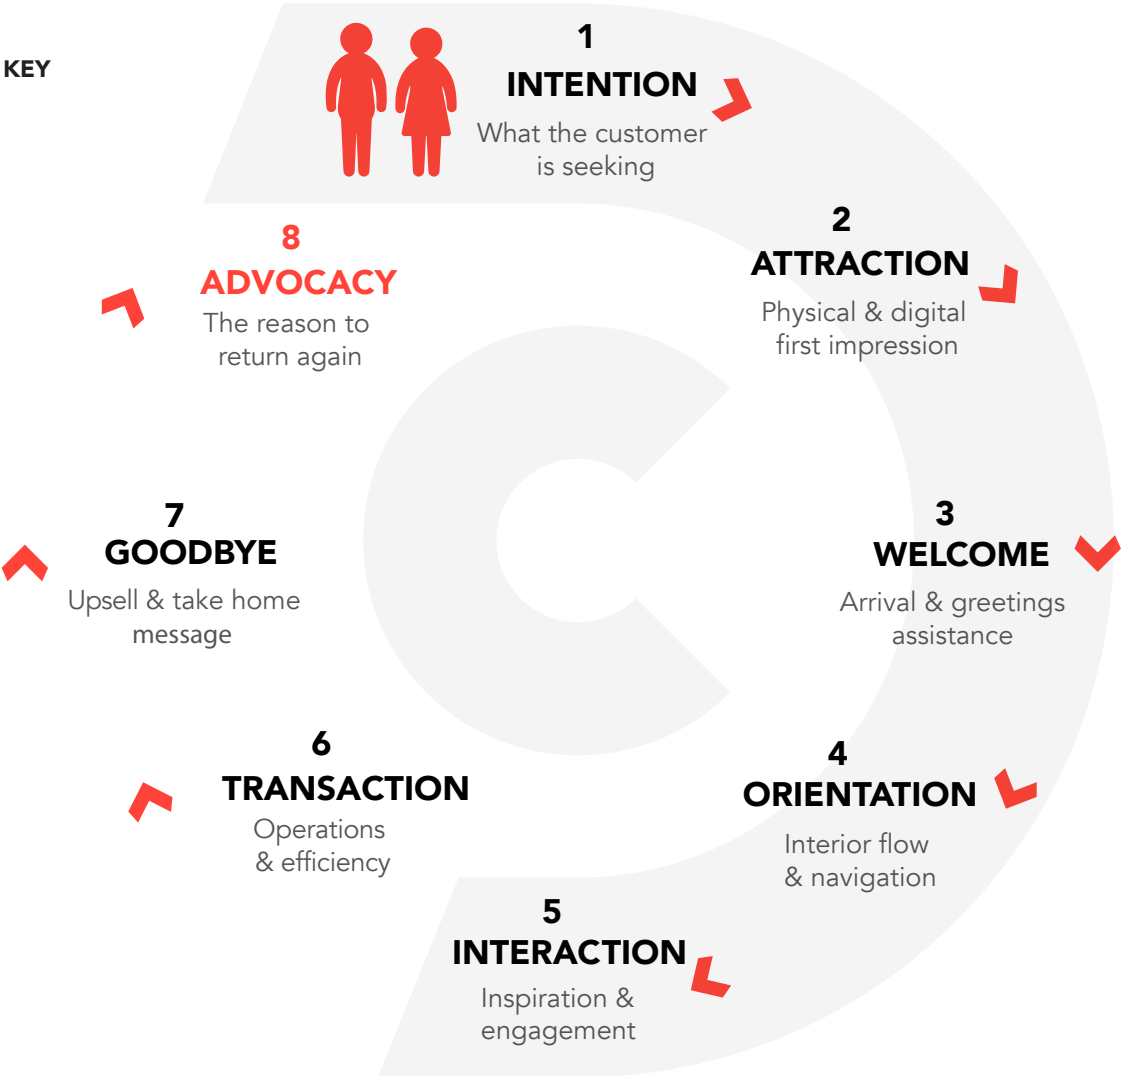 KEY
1
INTENTION
What the customer
is seeking
2
ATTRACTION
Physical & digital
first impression
3
WELCOME
Arrival & greetings
assistance
4
ORIENTATION
Interior flow
& navigation
5
INTERACTION
Inspiration &
engagement
6
TRANSACTION
Operations
& efficiency
7
GOODBYE
Upsell & take home
message
8
ADVOCACY
The reason to
return again